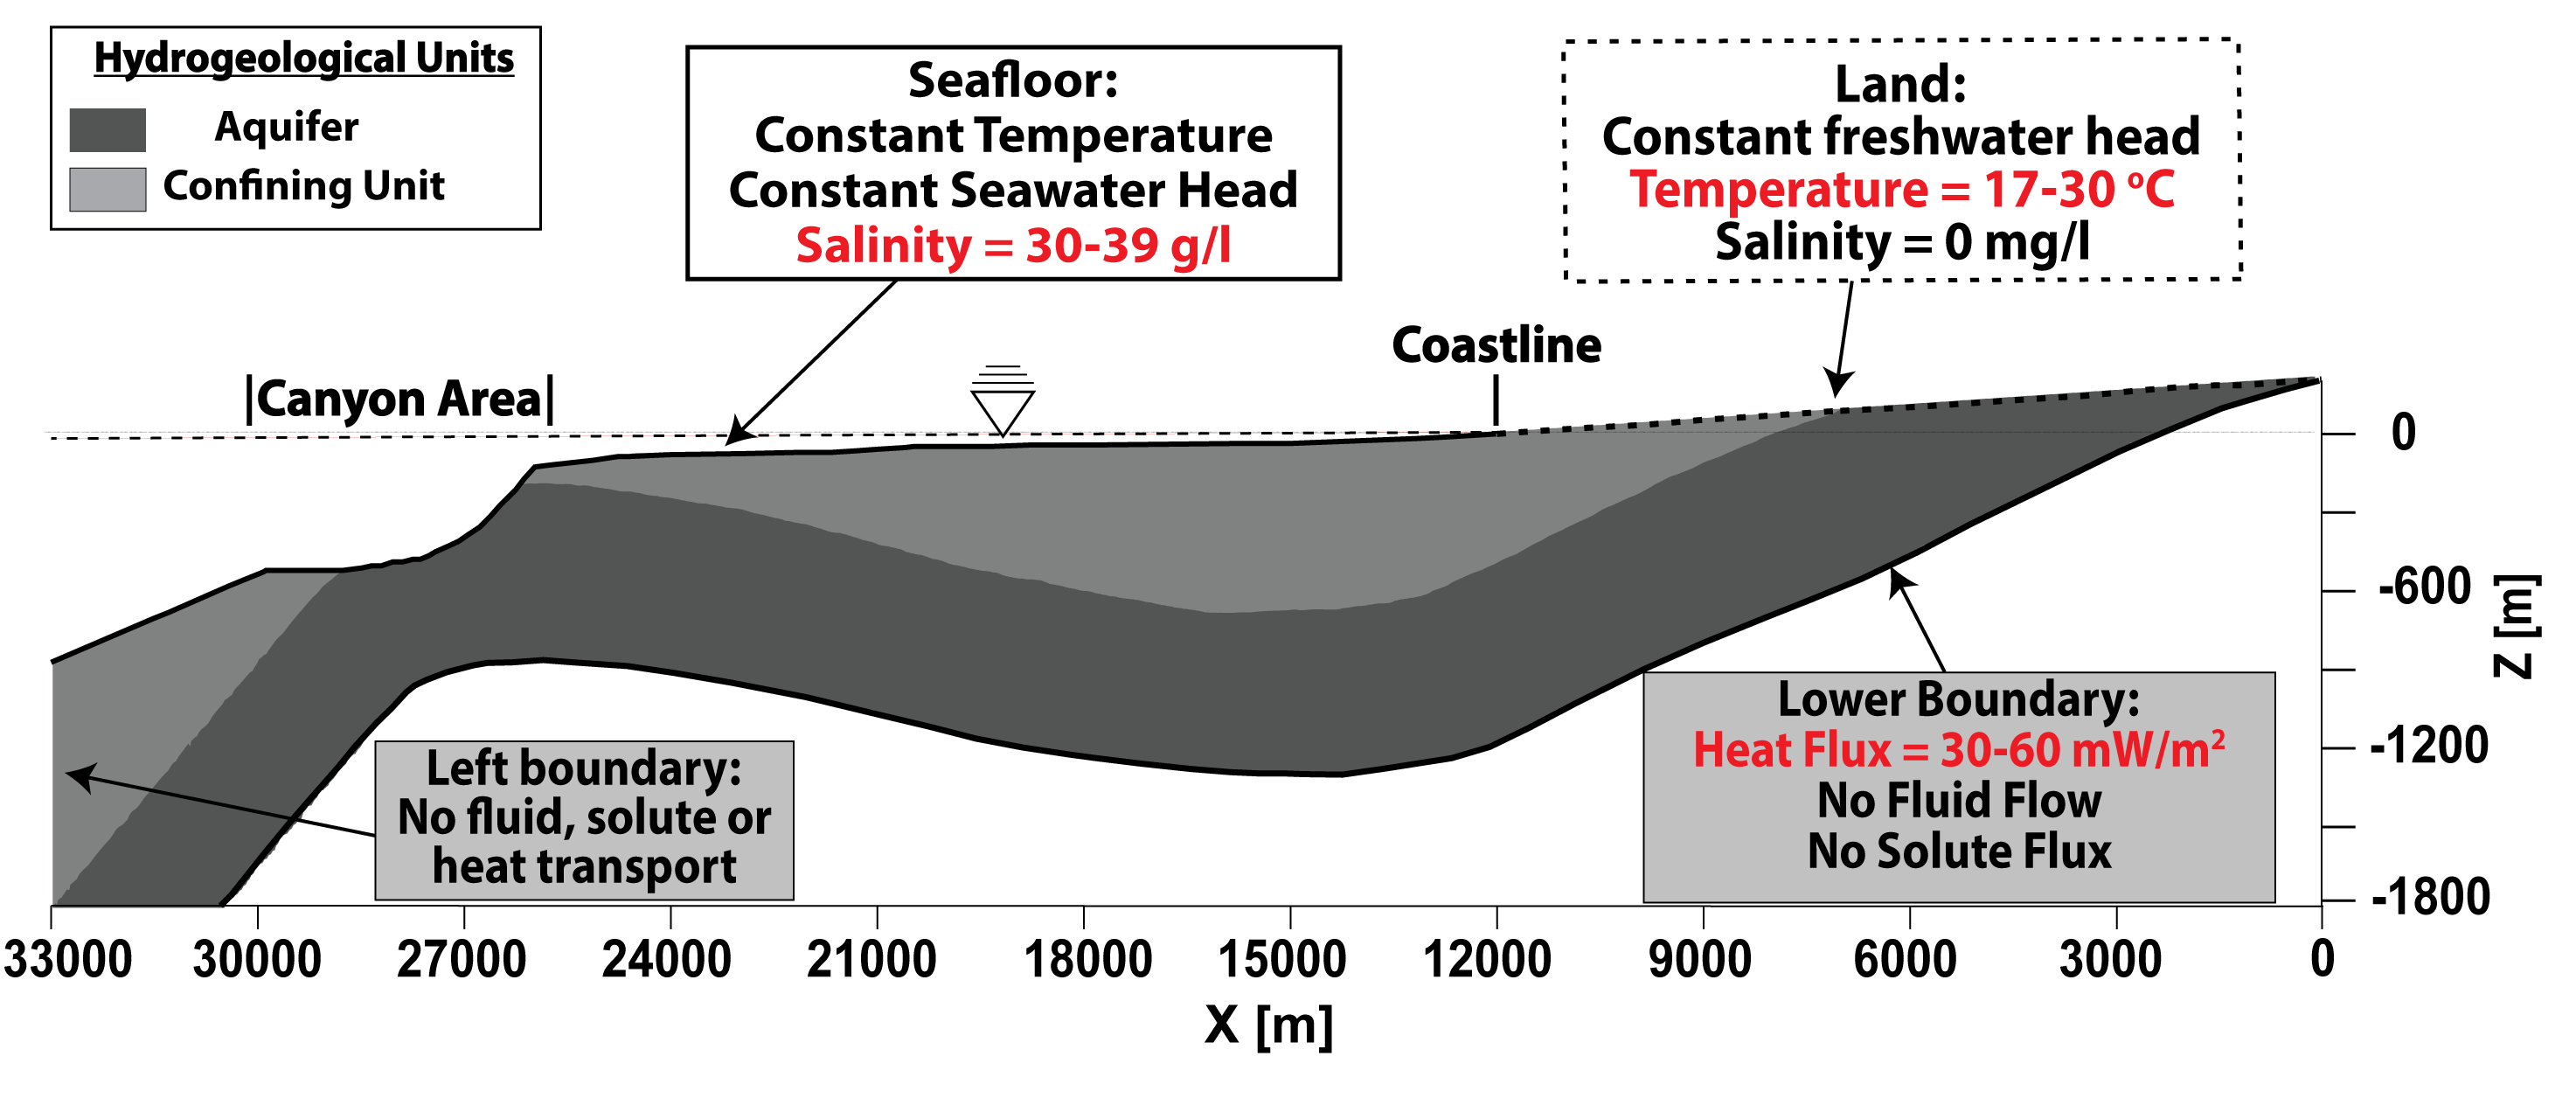 Hydrogeological Units
Aquifer
Confining Unit
Seafloor:
Constant Temperature
Constant Seawater Head
Salinity = 30-39 g/l
Land:
Constant freshwater head
Temperature = 17-30 ºC
Salinity = 0 mg/l
Coastline
|Canyon Area|
0
-600
-1200
-1800
Z [m]
Left boundary:
No fluid, solute or
heat transport
Lower Boundary:
Heat Flux = 30-60 mW/m²
No Fluid Flow
No Solute Flux
33000 30000 27000 24000 21000 18000 15000 12000 9000 6000 3000 0
X [m]